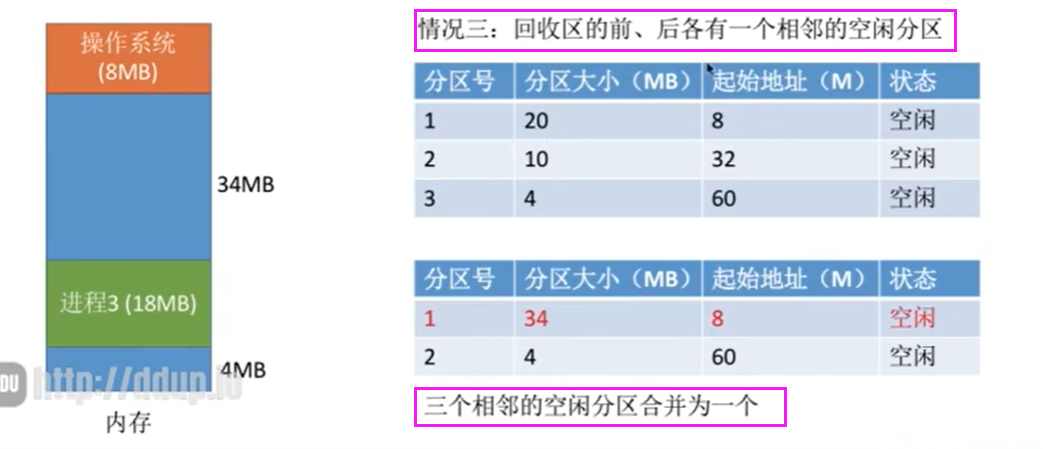 操作系统
(8MB)
34MB
进程3 (18MB)
4MB
http://ddup.io
DU
内存
情况三：回收区的前、后各有一个相邻的空闲分区
分区号 分区大小（MB） 起始地址（M） 状态
1 20 8 空闲
2 10 32 空闲
3 4 60 空闲
分区号 分区大小（MB） 起始地址（M） 状态
1 34 8 空闲
2 4 60 空闲
三个相邻的空闲分区合并为一个